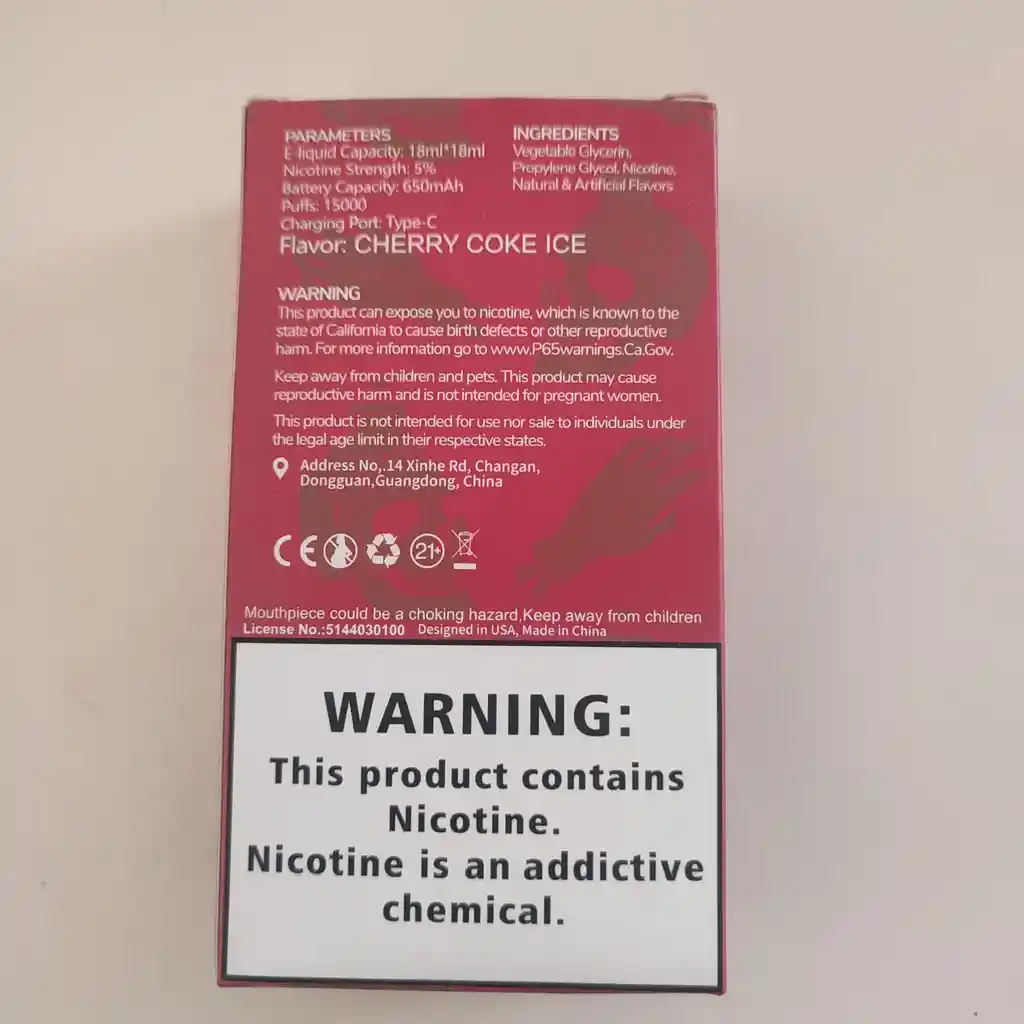 PARAMETERS
E-liquid Capacity: 18ml*18ml
Nicotine Strength: 5%
Battery Capacity: 650mAh
Puffs: 15000
Charging Port: Type-C
Flavor: CHERRY COKE ICE
INGREDIENTS
Vegetable Glycerin,
Propylene Glycol, Nicotine,
Natural & Artificial Flavors
WARNING
This product can expose you to nicotine, which is known to the
state of California to cause birth defects or other reproductive
harm. For more information go to www.P65warnings.Ca.Gov.
Keep away from children and pets. This product may cause
reproductive harm and is not intended for pregnant women.
This product is not intended for use nor sale to individuals under
the legal age limit in their respective states.
Address No,.14 Xinhe Rd, Changan,
Dongguan,Guangdong, China
CE 21+
Mouthpiece could be a choking hazard,Keep away from children
License No.:5144030100 Designed in USA, Made in China
WARNING:
This product contains
Nicotine.
Nicotine is an addictive
chemical.